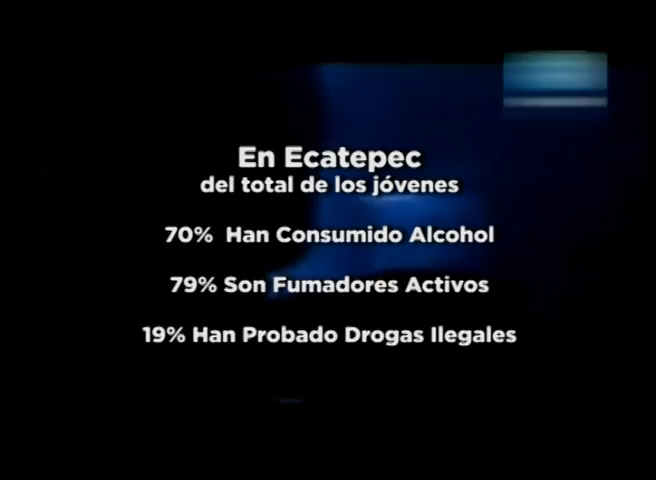 En Ecatepec
del total de los jóvenes
70% Han Consumido Alcohol
79% Son Fumadores Activos
19% Han Probado Drogas Ilegales